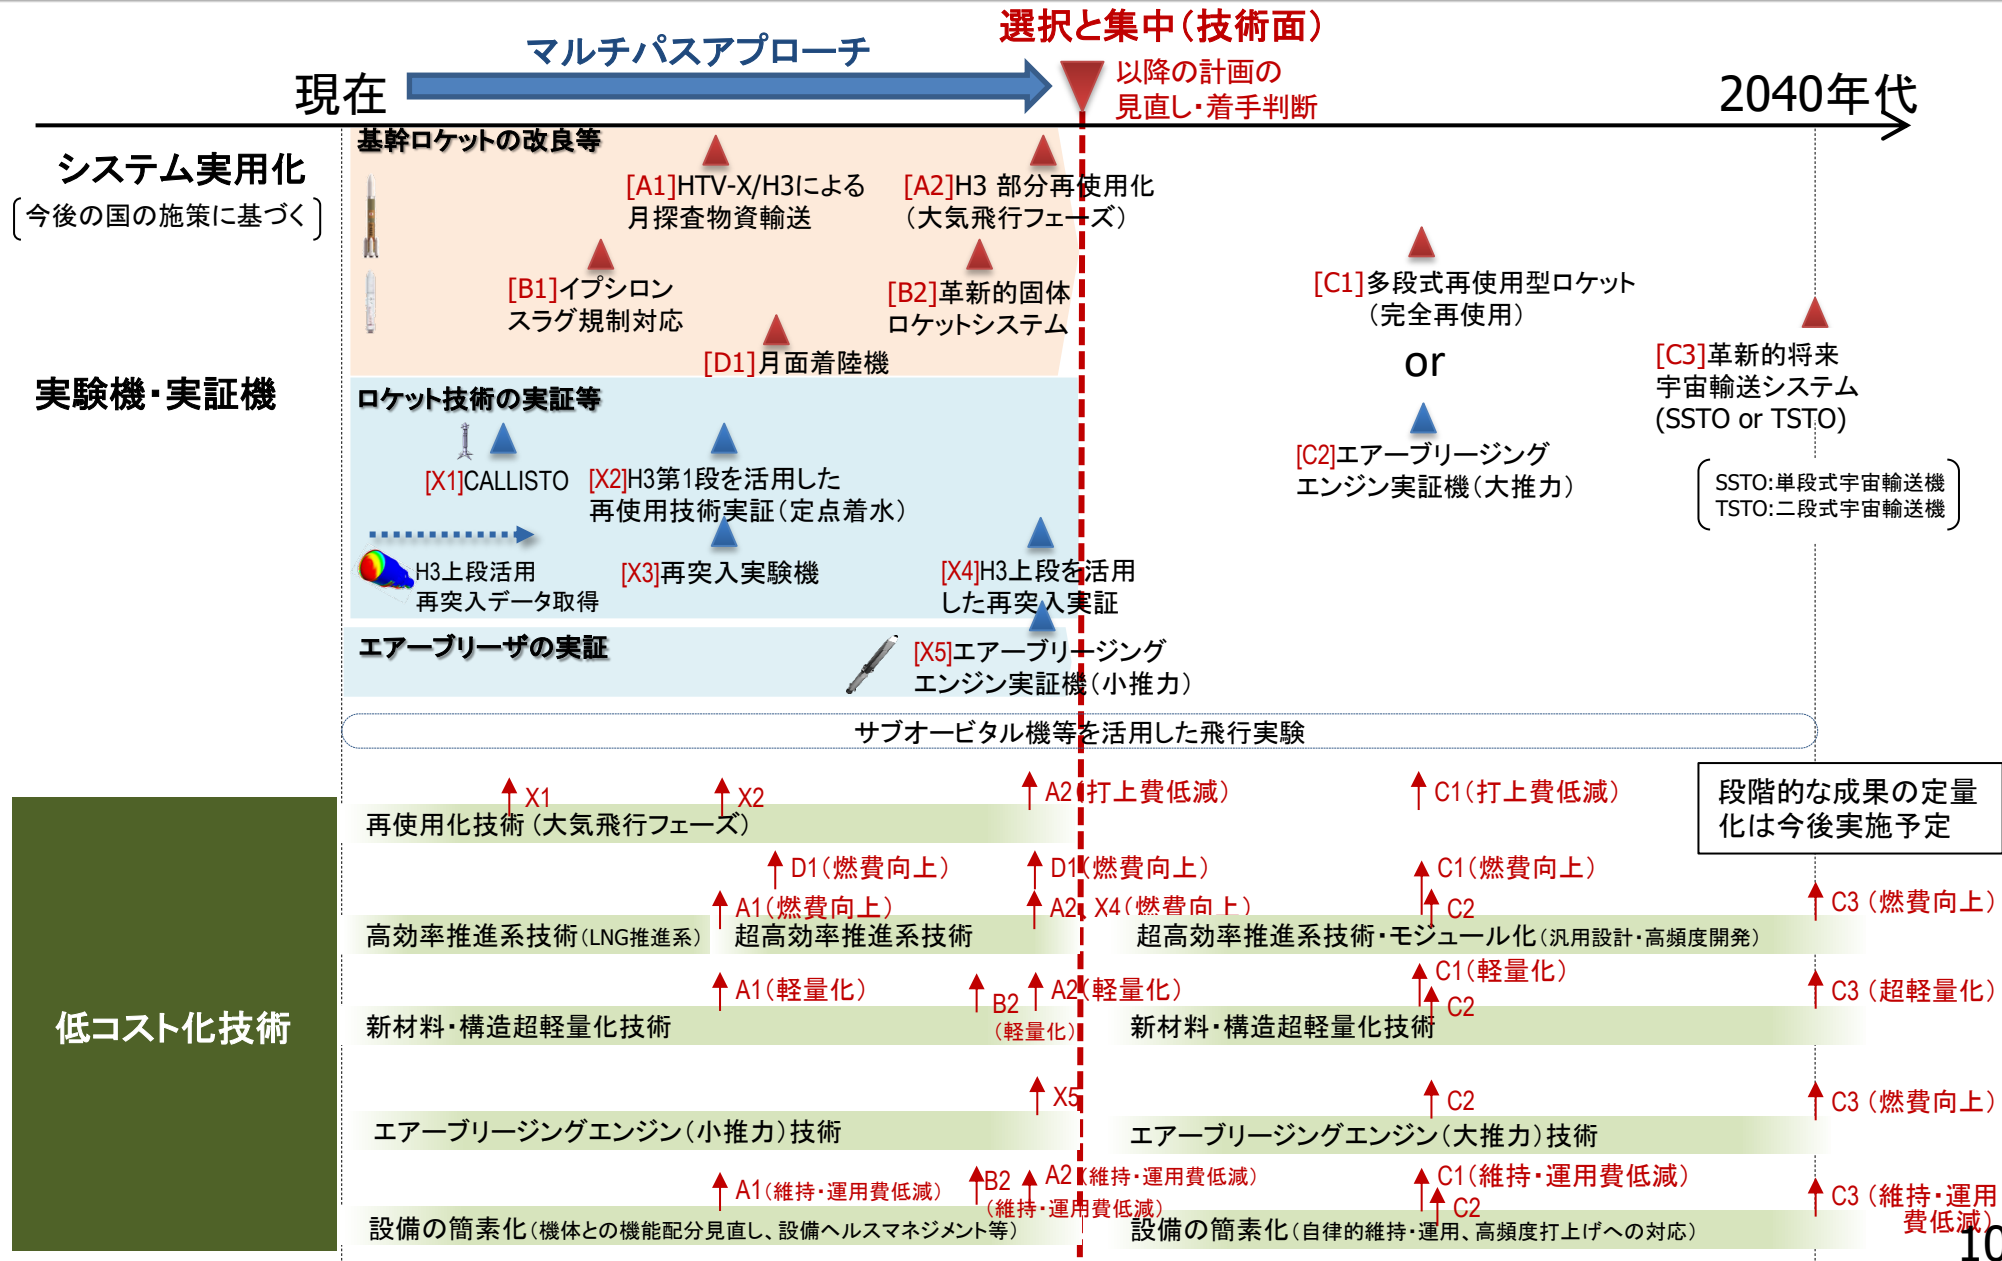 選択と集中（技術面）
マルチパスアプローチ
以降の計画の
見直し・着手判断
現在
2040年代
システム実用化
今後の国の施策に基づく
基幹ロケットの改良等
[A1]HTV-X/H3による
月探査物資輸送
[A2]H3 部分再使用化
（大気飛行フェーズ）
[B1]イプシロン
スラグ規制対応
[B2]革新的固体
ロケットシステム
[D1]月面着陸機
[C1]多段式再使用型ロケット
（完全再使用）
or
[C2]エアーブリージング
エンジン実証機（大推力）
[C3]革新的将来
宇宙輸送システム
(SSTO or TSTO)
SSTO:単段式宇宙輸送機
TSTO:二段式宇宙輸送機
実験機・実証機
ロケット技術の実証等
[X1]CALLISTO
[X2]H3第1段を活用した
再使用技術実証（定点着水）
H3上段活用
再突入データ取得
[X3]再突入実験機
[X4]H3上段を活用
した再突入実証
エアーブリーザの実証
[X5]エアーブリージング
エンジン実証機（小推力）
サブオービタル機等を活用した飛行実験
低コスト化技術
X1
X2
A2（打上費低減）
C1（打上費低減）
段階的な成果の定量
化は今後実施予定
再使用化技術（大気飛行フェーズ）
D1（燃費向上）
D1（燃費向上）
C1（燃費向上）
A1（燃費向上）
A2、X4（燃費向上）
C2
C3（燃費向上）
高効率推進系技術（LNG推進系）
超高効率推進系技術
超高効率推進系技術・モジュール化（汎用設計・高頻度開発）
A1（軽量化）
B2
（軽量化）
A2（軽量化）
C1（軽量化）
C2
C3（超軽量化）
新材料・構造超軽量化技術
新材料・構造超軽量化技術
X5
C2
C3（燃費向上）
エアーブリージングエンジン（小推力）技術
エアーブリージングエンジン（大推力）技術
A1（維持・運用費低減）
B2
（維持・運用費低減）
A2（維持・運用費低減）
C1（維持・運用費低減）
C2
C3（維持・運用
費低減）
設備の簡素化（機体との機能配分見直し、設備ヘルスマネジメント等）
設備の簡素化（自律的維持・運用、高頻度打上げへの対応）
10